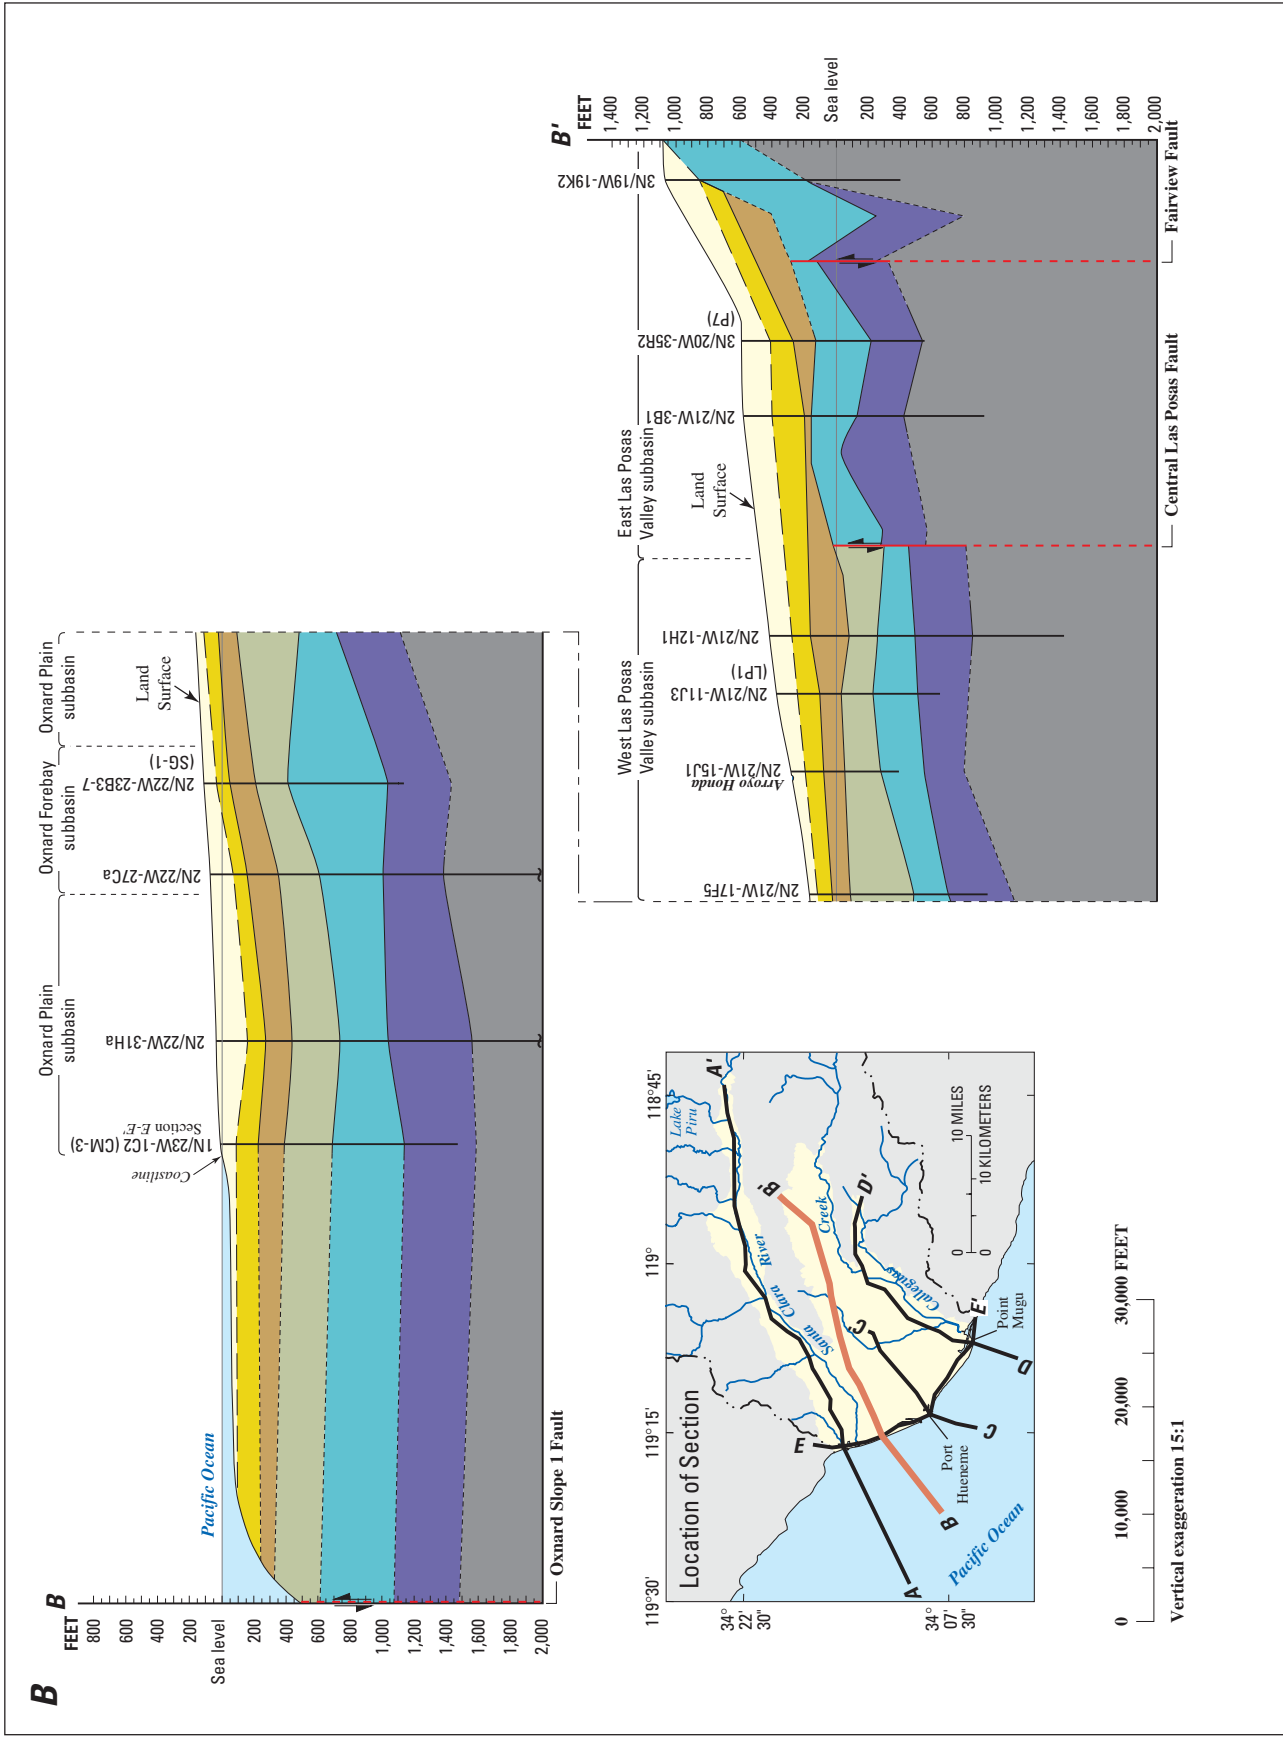 B
B
FEET
800
600
400
200
Sea level
200
400
600
800
1,000
1,200
1,400
1,600
1,800
2,000
Pacific Ocean
Oxnard Slope 1 Fault
Coastline
Oxnard Plain
subbasin
Oxnard Forebay
subbasin
Oxnard Plain
subbasin
1N/23W-1C2 (CM-3)
Section E-E'
2N/22W-31Ha
2N/22W-27Ca
2N/22W-23B3-7
(SG-1)
Land
Surface
B'
FEET
1,400
1,200
1,000
800
600
400
200
Sea level
200
400
600
800
1,000
1,200
1,400
1,600
1,800
2,000
West Las Posas
Valley subbasin
East Las Posas
Valley subbasin
2N/21W-17F5
2N/21W-15J1
Arroyo Honda
2N/21W-11J3
(LP1)
2N/21W-12H1
Land
Surface
2N/21W-3B1
3N/20W-35R2
(P7)
3N/19W-19K2
Central Las Posas Fault
Fairview Fault
Location of Section
119°30'
119°15'
119°
118°45'
34°
22'
30"
34°
07'
30"
A
A'
B
B'
C
C'
D
D'
E
E'
Lake
Piru
Santa
Clara
River
Calleguas
Creek
Port
Hueneme
Point
Mugu
Pacific Ocean
0
10 MILES
0
10 KILOMETERS
0
10,000
20,000
30,000 FEET
Vertical exaggeration 15:1